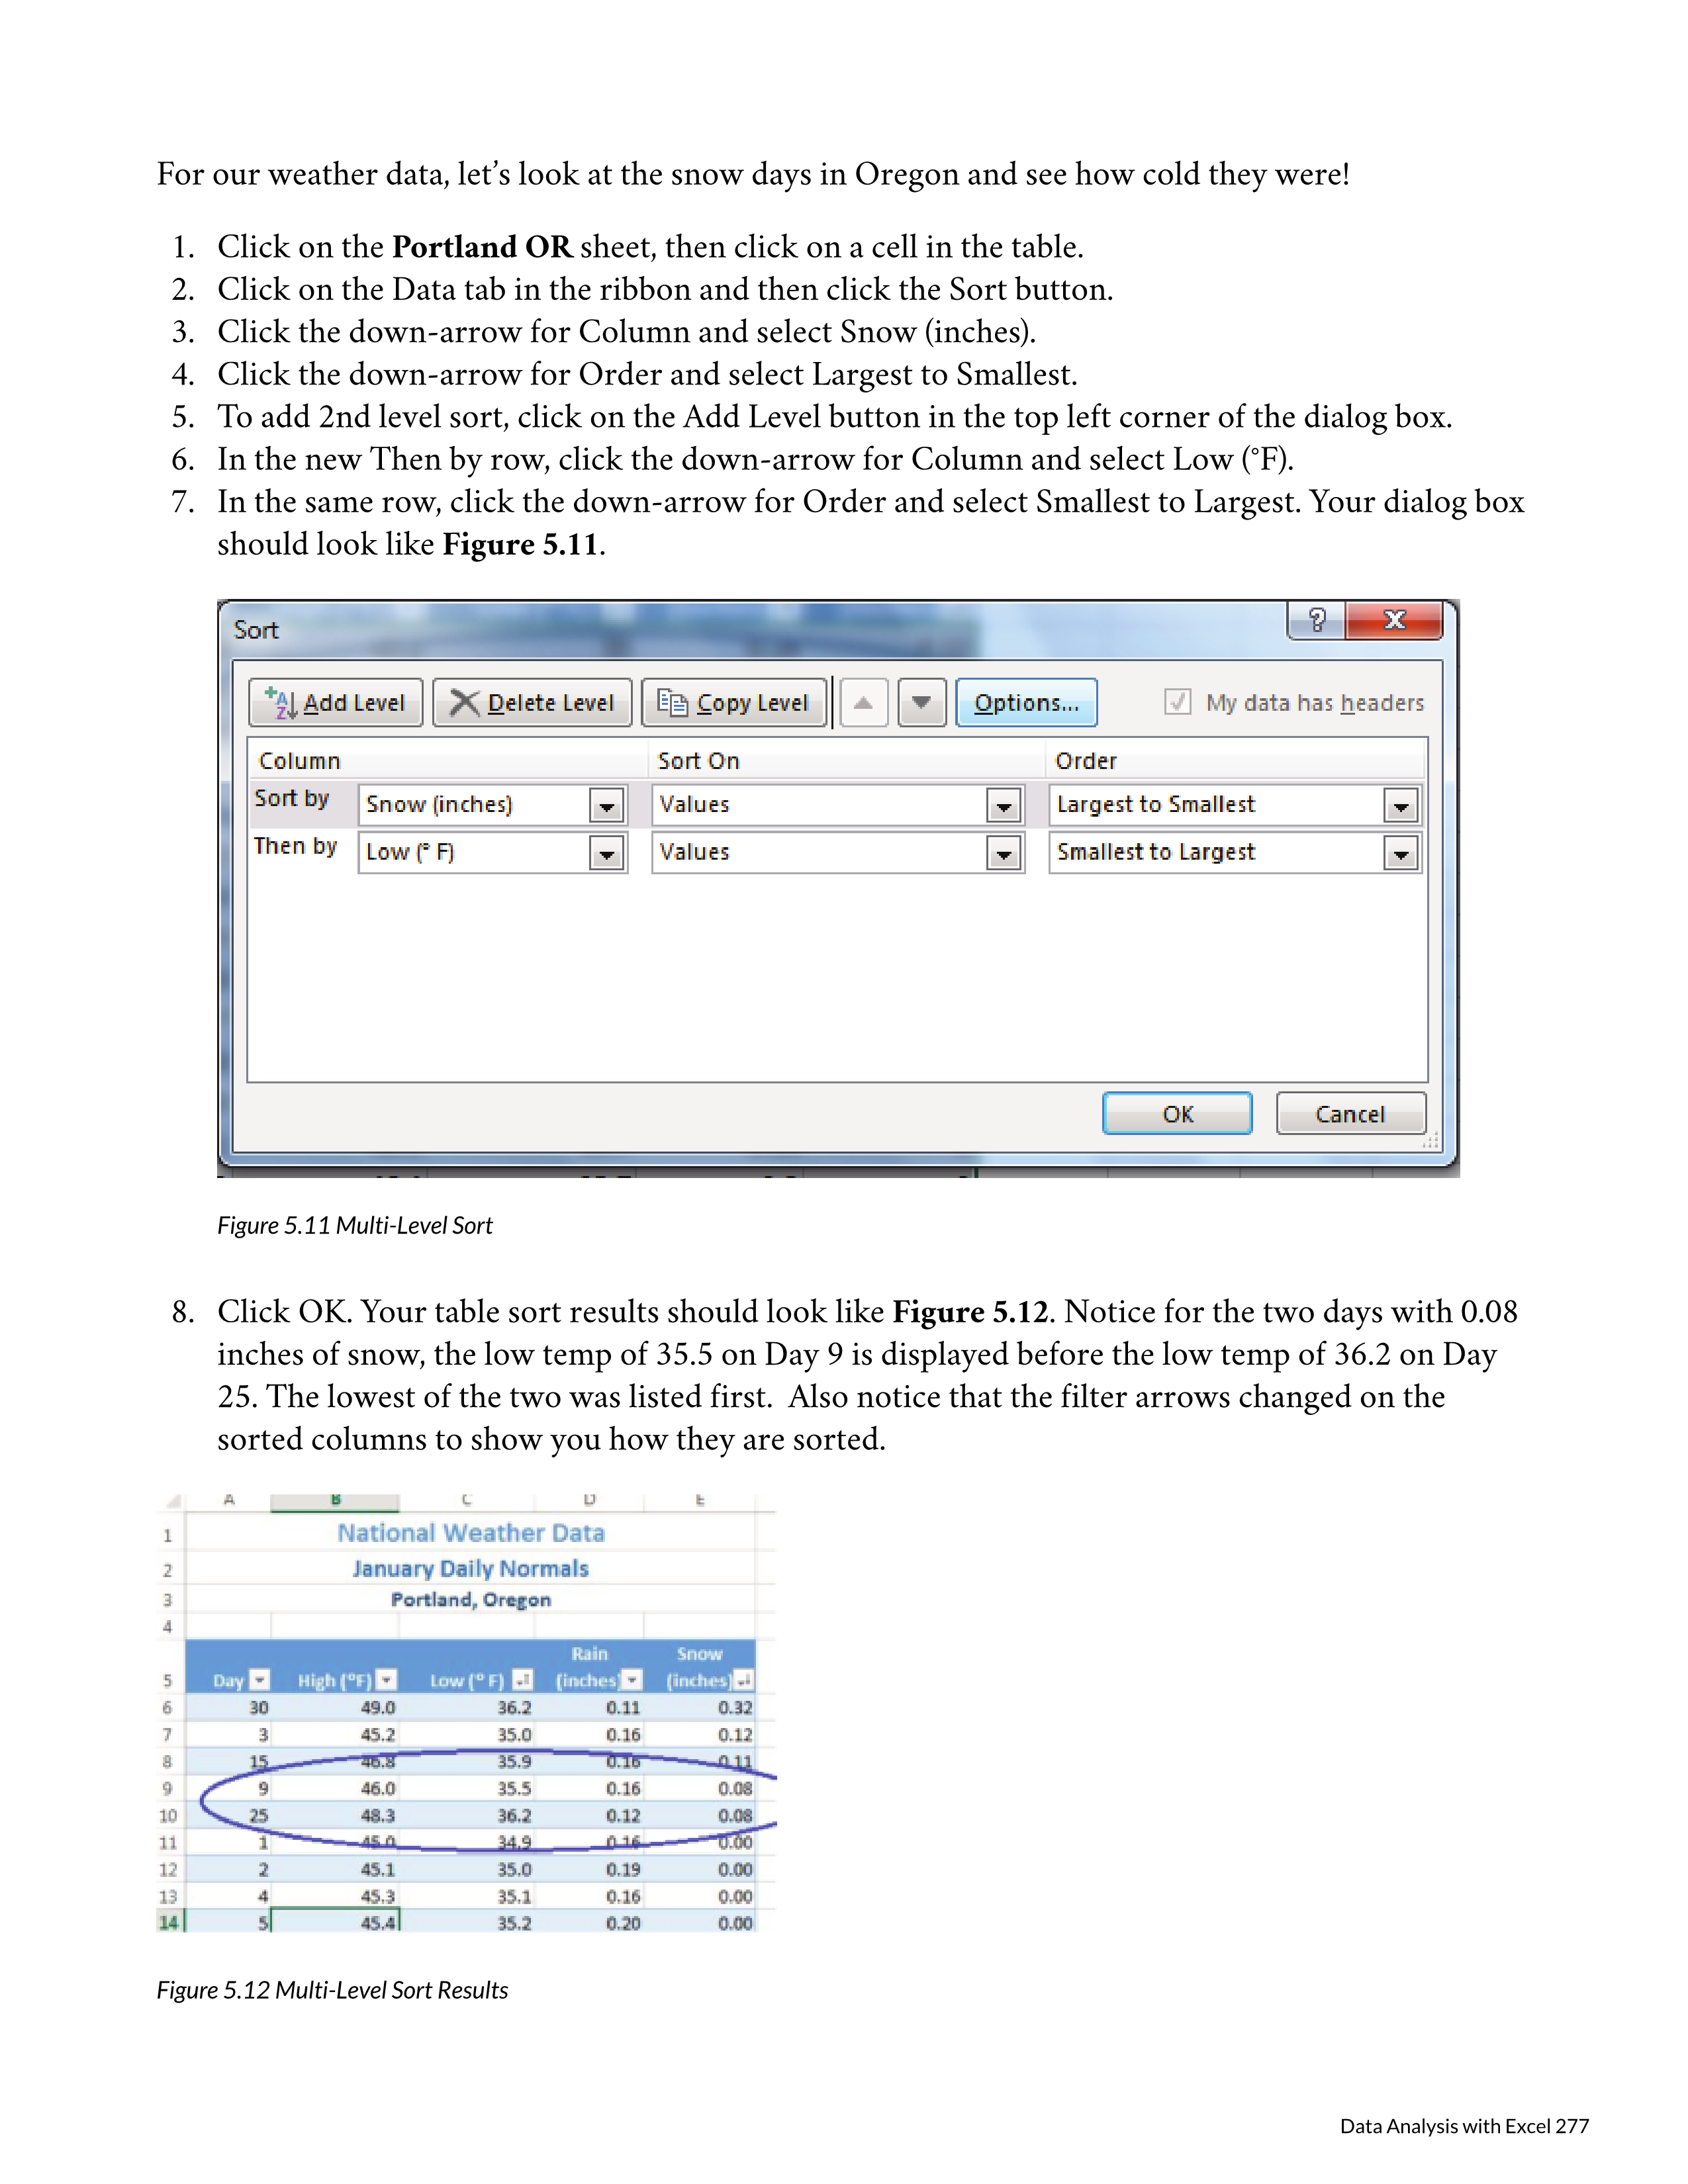 For our weather data, let’s look at the snow days in Oregon and see how cold they were!
1. Click on the Portland OR sheet, then click on a cell in the table.
2. Click on the Data tab in the ribbon and then click the Sort button.
3. Click the down-arrow for Column and select Snow (inches).
4. Click the down-arrow for Order and select Largest to Smallest.
5. To add 2nd level sort, click on the Add Level button in the top left corner of the dialog box.
6. In the new Then by row, click the down-arrow for Column and select Low (°F).
7. In the same row, click the down-arrow for Order and select Smallest to Largest. Your dialog box
should look like Figure 5.11.
Sort
Add Level Delete Level Copy Level Options... My data has headers
Column Sort On Order
Sort by Snow (inches) Values Largest to Smallest
Then by Low (° F) Values Smallest to Largest
OK Cancel
Figure 5.11 Multi-Level Sort
8. Click OK. Your table sort results should look like Figure 5.12. Notice for the two days with 0.08
inches of snow, the low temp of 35.5 on Day 9 is displayed before the low temp of 36.2 on Day
25. The lowest of the two was listed first.  Also notice that the filter arrows changed on the
sorted columns to show you how they are sorted.
A B C D E
1 National Weather Data
2 January Daily Normals
3 Portland, Oregon
4
Rain Snow
5 Day High (°F) Low (° F) (inches) (inches)
6 30 49.0 36.2 0.11 0.32
7 3 45.2 35.0 0.16 0.12
8 15 46.8 35.9 0.16 0.11
9 9 46.0 35.5 0.16 0.08
10 25 48.3 36.2 0.12 0.08
11 1 45.0 34.9 0.16 0.00
12 2 45.1 35.0 0.19 0.00
13 4 45.3 35.1 0.16 0.00
14 5 45.4 35.2 0.20 0.00
Figure 5.12 Multi-Level Sort Results
Data Analysis with Excel 277